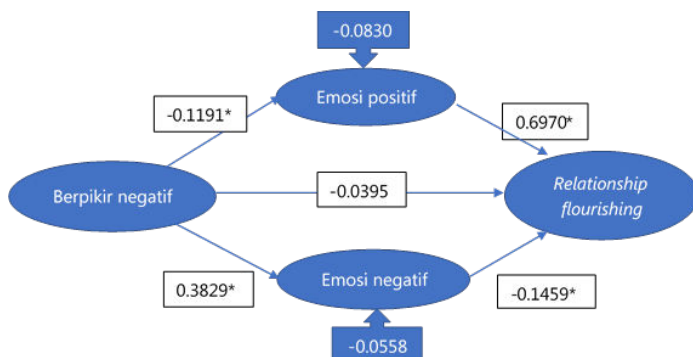 -0.0830
Emosi positif
-0.1191*
0.6970*
Berpikir negatif
-0.0395
Relationship
flourishing
Emosi negatif
0.3829*
-0.1459*
-0.0558